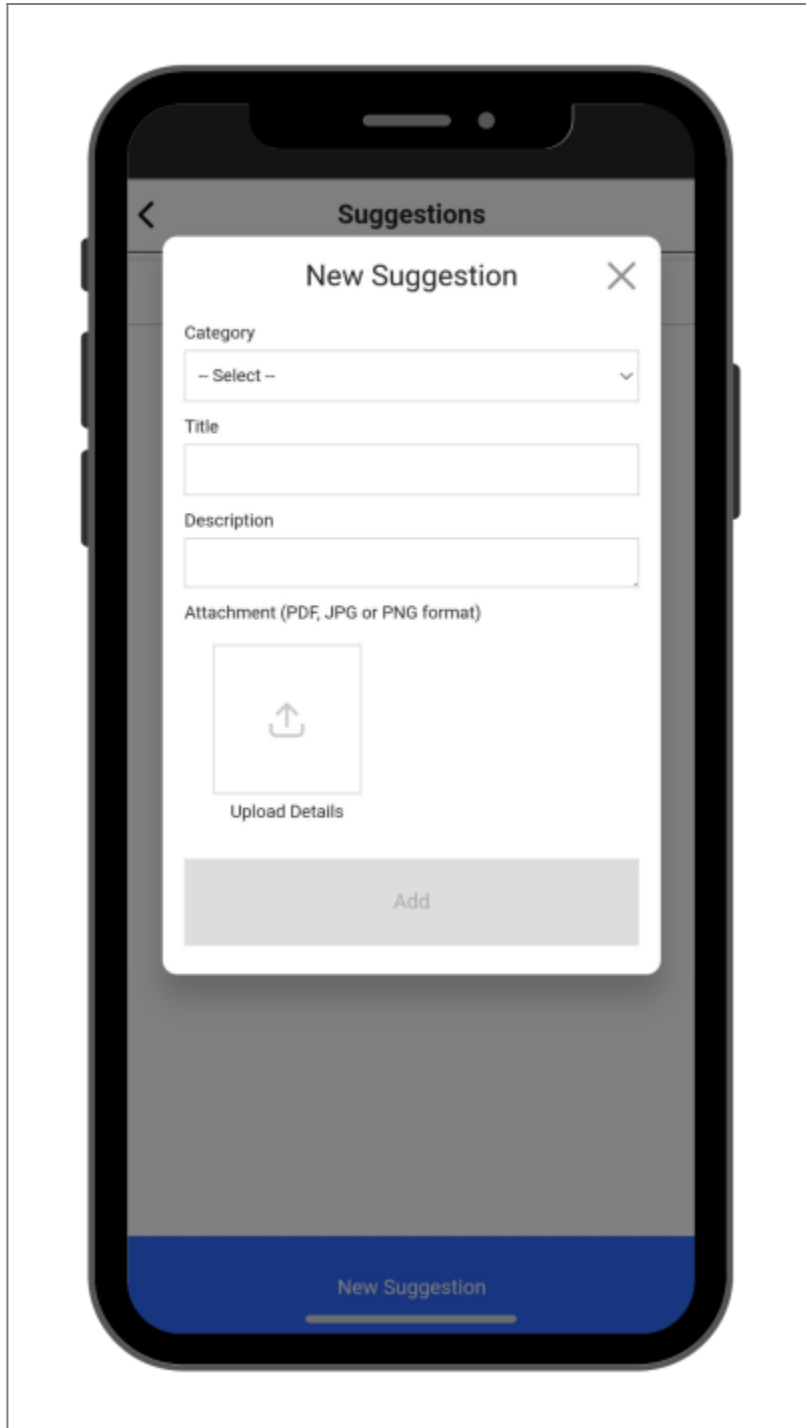 Suggestions
New Suggestion
Category
-- Select --
Title
Description
Attachment (PDF, JPG or PNG format)
Upload Details
Add
New Suggestion